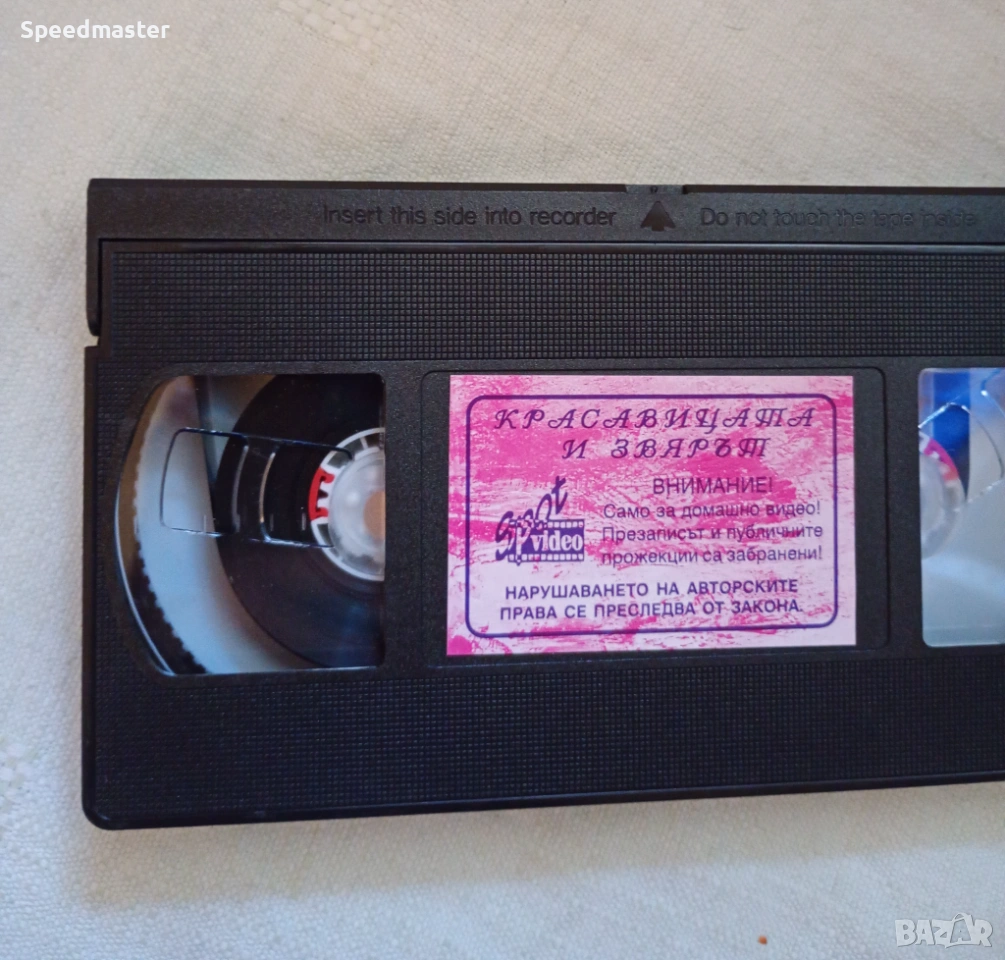 Speedmaster
Insert this side into recorder Do not touch the tape inside
КРАСАВИЦАТА
И ЗВЯРЪТ
ВНИМАНИЕ!
Само за домашно видео!
Презаписът и публичните
прожекции са забранени!
Spot
video
НАРУШАВАНЕТО НА АВТОРСКИТЕ
ПРАВА СЕ ПРЕСЛЕДВА ОТ ЗАКОНА.
BAZAR